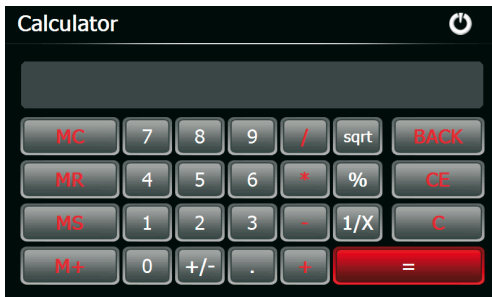 Calculator
MC 7 8 9 / sqrt BACK
MR 4 5 6 * % CE
MS 1 2 3 - 1/X C
M+ 0 +/- . + =